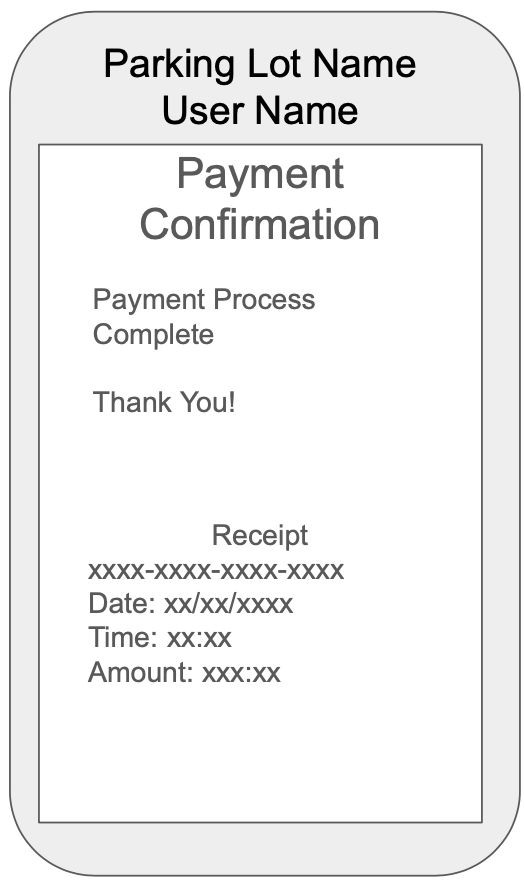 Parking Lot Name
User Name
Payment
Confirmation
Payment Process
Complete
Thank You!
Receipt
xxxx-xxxx-xxxx-xxxx
Date: xx/xx/xxxx
Time: xx:xx
Amount: xxx:xx